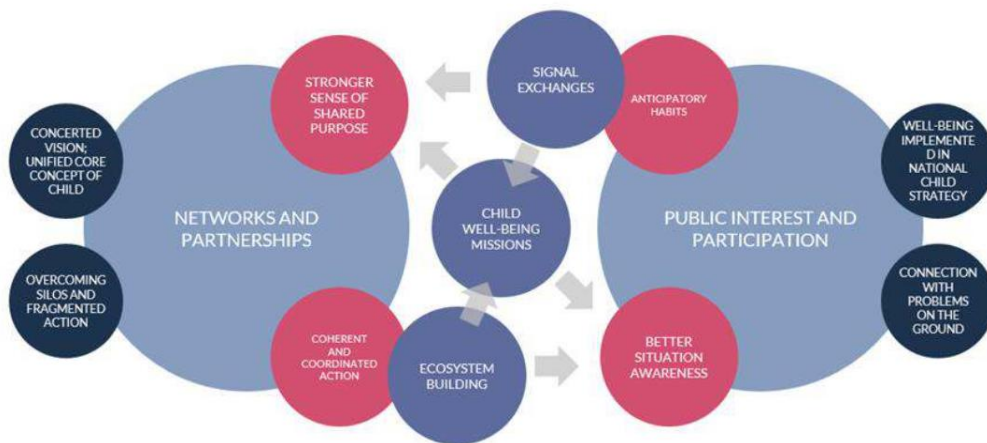 STRONGER
SENSE OF
SHARED
PURPOSE
SIGNAL
EXCHANGES
ANTICIPATORY
HABITS
CONCERTED
VISION;
UNIFIED CORE
CONCEPT OF
CHILD
WELL-BEING
IMPLEMENTE
D IN
NATIONAL
CHILD
STRATEGY
NETWORKS AND
PARTNERSHIPS
CHILD
WELL-BEING
MISSIONS
PUBLIC INTEREST AND
PARTICIPATION
OVERCOMING
SILOS AND
FRAGMENTED
ACTION
CONNECTION
WITH
PROBLEMS
ON THE
GROUND
COHERENT
AND
COORDINATED
ACTION
ECOSYSTEM
BUILDING
BETTER
SITUATION
AWARENESS